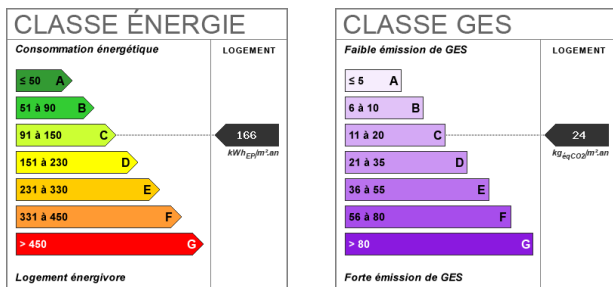 CLASSE ÉNERGIE
Consommation énergétique
LOGEMENT
≤ 50 A
51 à 90 B
91 à 150 C
166
kWhEP/m².an
151 à 230 D
231 à 330 E
331 à 450 F
> 450 G
Logement énergivore
CLASSE GES
Faible émission de GES
LOGEMENT
≤ 5 A
6 à 10 B
11 à 20 C
24
kgéqCO2/m².an
21 à 35 D
36 à 55 E
56 à 80 F
> 80 G
Forte émission de GES